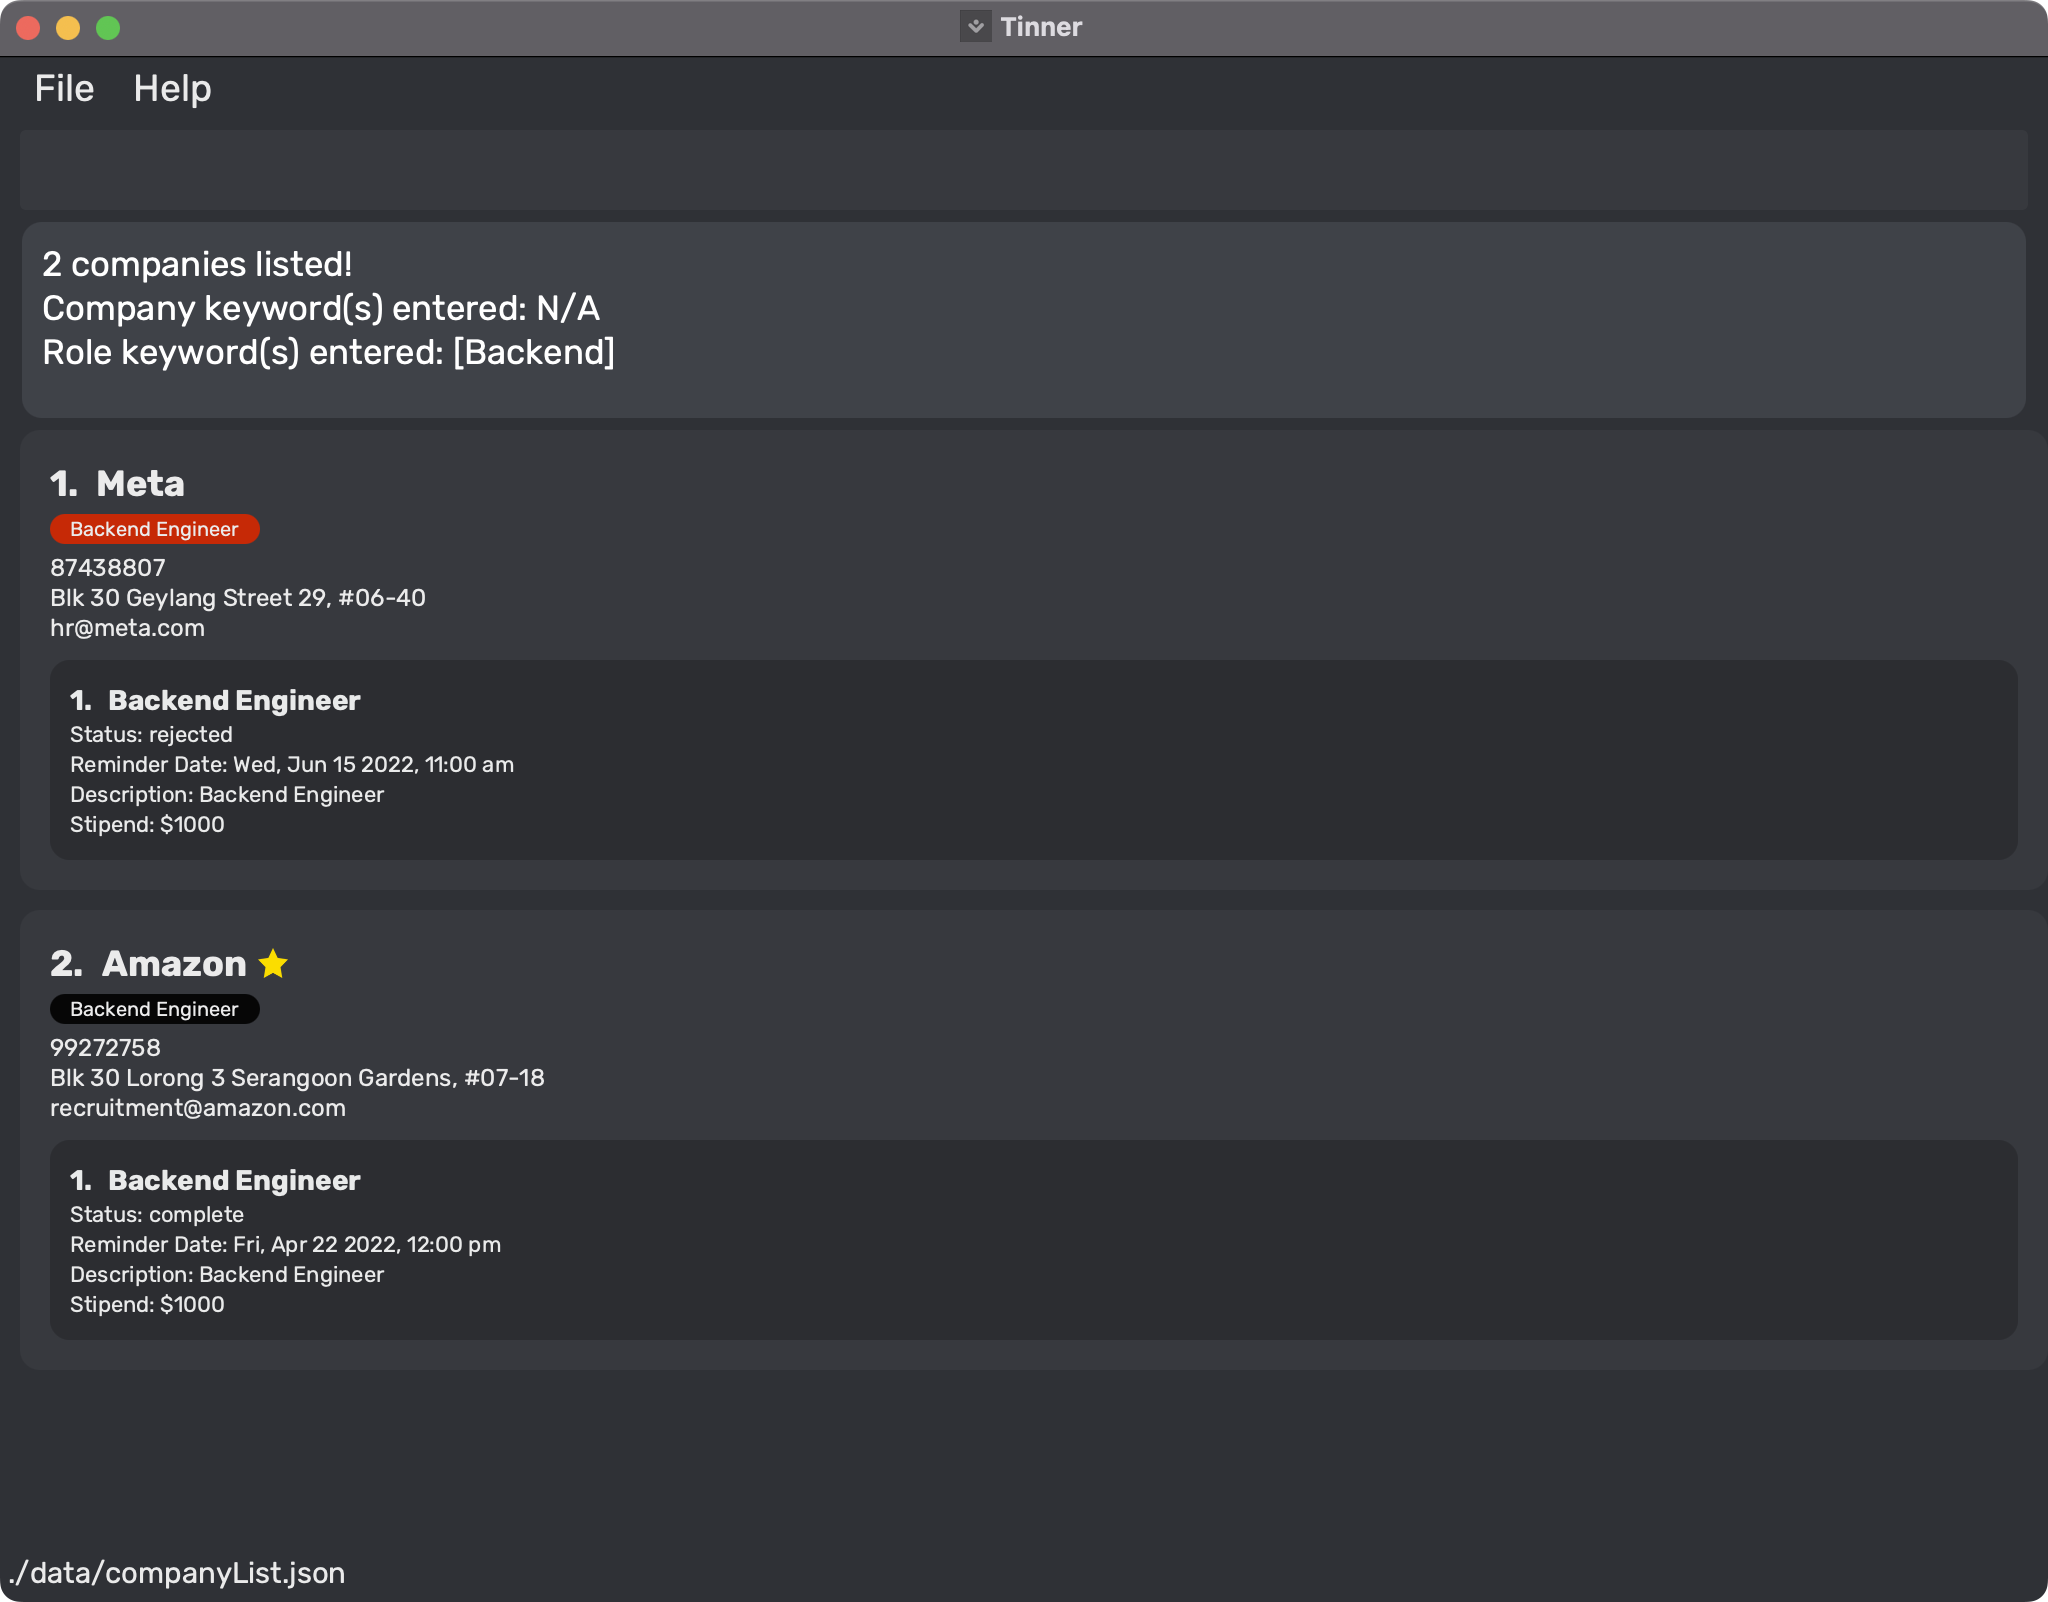 Tinner
File Help
2 companies listed!
Company keyword(s) entered: N/A
Role keyword(s) entered: [Backend]
1. Meta
Backend Engineer
87438807
Blk 30 Geylang Street 29, #06-40
hr@meta.com
1. Backend Engineer
Status: rejected
Reminder Date: Wed, Jun 15 2022, 11:00 am
Description: Backend Engineer
Stipend: $1000
2. Amazon
Backend Engineer
99272758
Blk 30 Lorong 3 Serangoon Gardens, #07-18
recruitment@amazon.com
1. Backend Engineer
Status: complete
Reminder Date: Fri, Apr 22 2022, 12:00 pm
Description: Backend Engineer
Stipend: $1000
./data/companyList.json